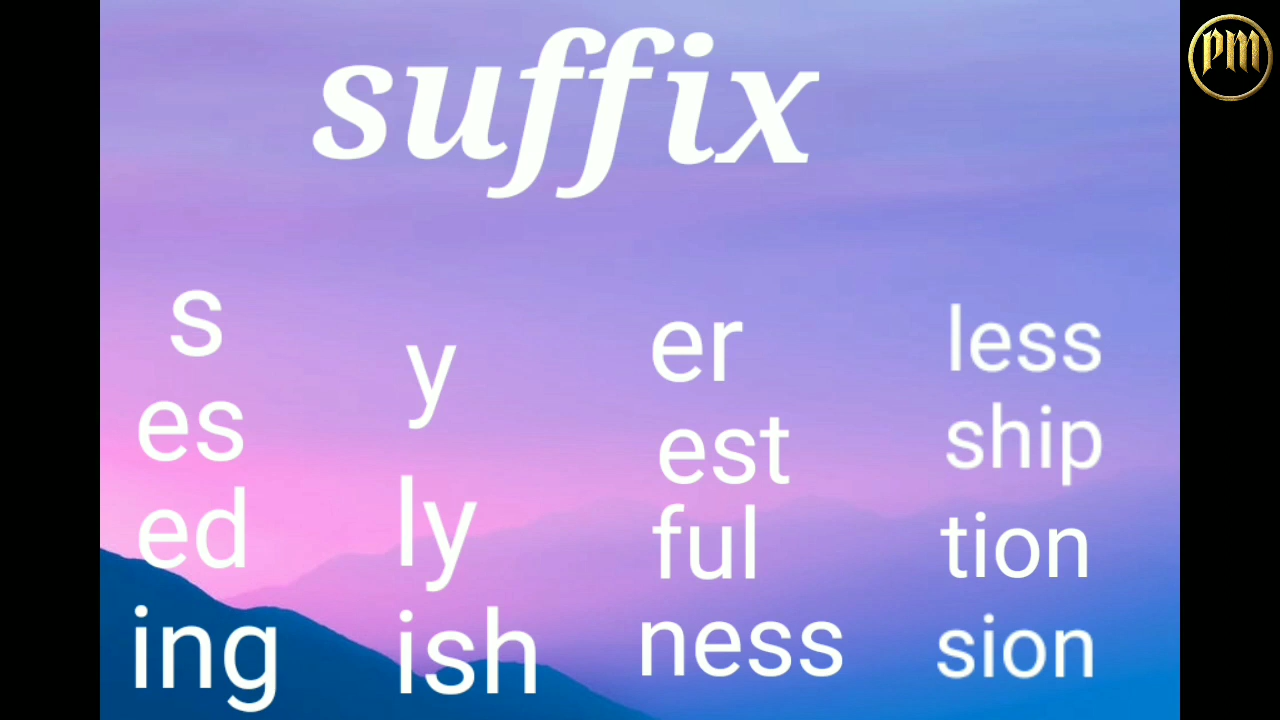 PM
suffix
s
es
ed
ing
y
ly
ish
er
est
ful
ness
less
ship
tion
sion